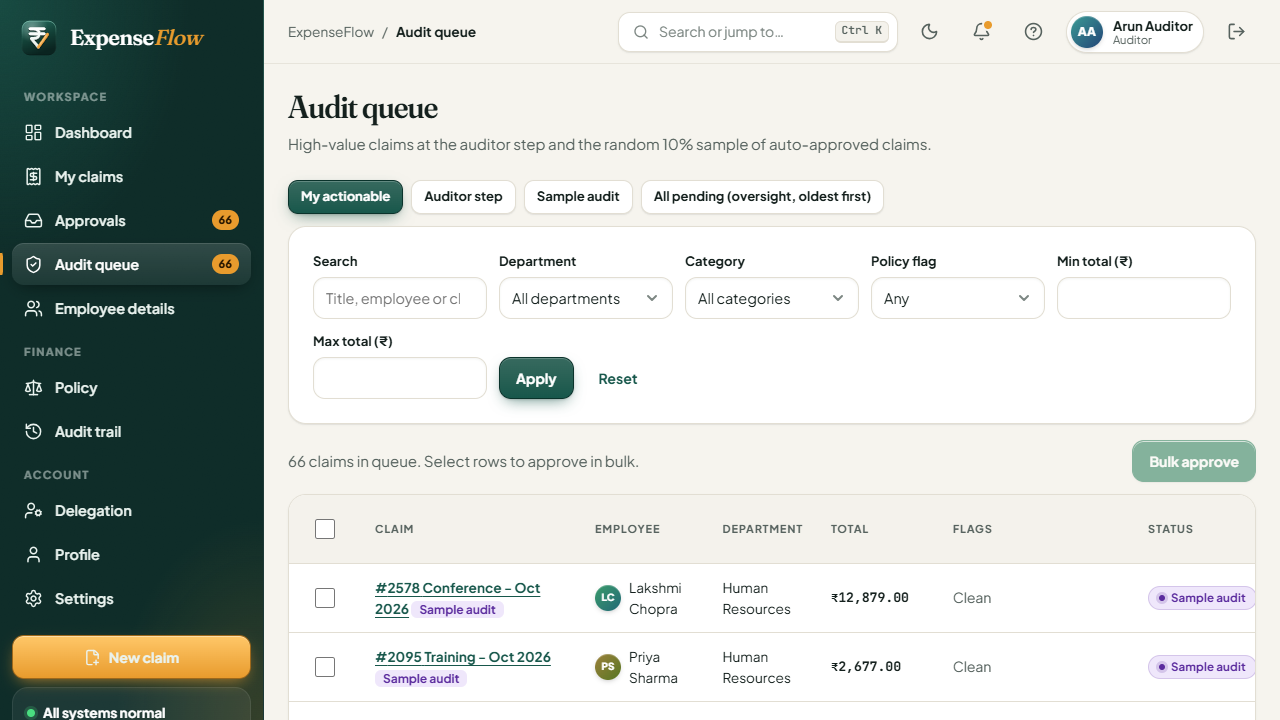 ExpenseFlow
WORKSPACE
Dashboard
My claims
Approvals 66
Audit queue 66
Employee details
FINANCE
Policy
Audit trail
ACCOUNT
Delegation
Profile
Settings
New claim
All systems normal
ExpenseFlow / Audit queue
Search or jump to…
Ctrl K
AA
Arun Auditor
Auditor
Audit queue
High-value claims at the auditor step and the random 10% sample of auto-approved claims.
My actionable
Auditor step
Sample audit
All pending (oversight, oldest first)
Search
Department
Category
Policy flag
Min total (₹)
Title, employee or cl
All departments
All categories
Any
Max total (₹)
Apply
Reset
66 claims in queue. Select rows to approve in bulk.
Bulk approve
CLAIM EMPLOYEE DEPARTMENT TOTAL FLAGS STATUS
#2578 Conference – Oct
2026 Sample audit
LC
Lakshmi
Chopra
Human
Resources
₹12,879.00
Clean
Sample audit
#2095 Training – Oct 2026
Sample audit
PS
Priya
Sharma
Human
Resources
₹2,677.00
Clean
Sample audit